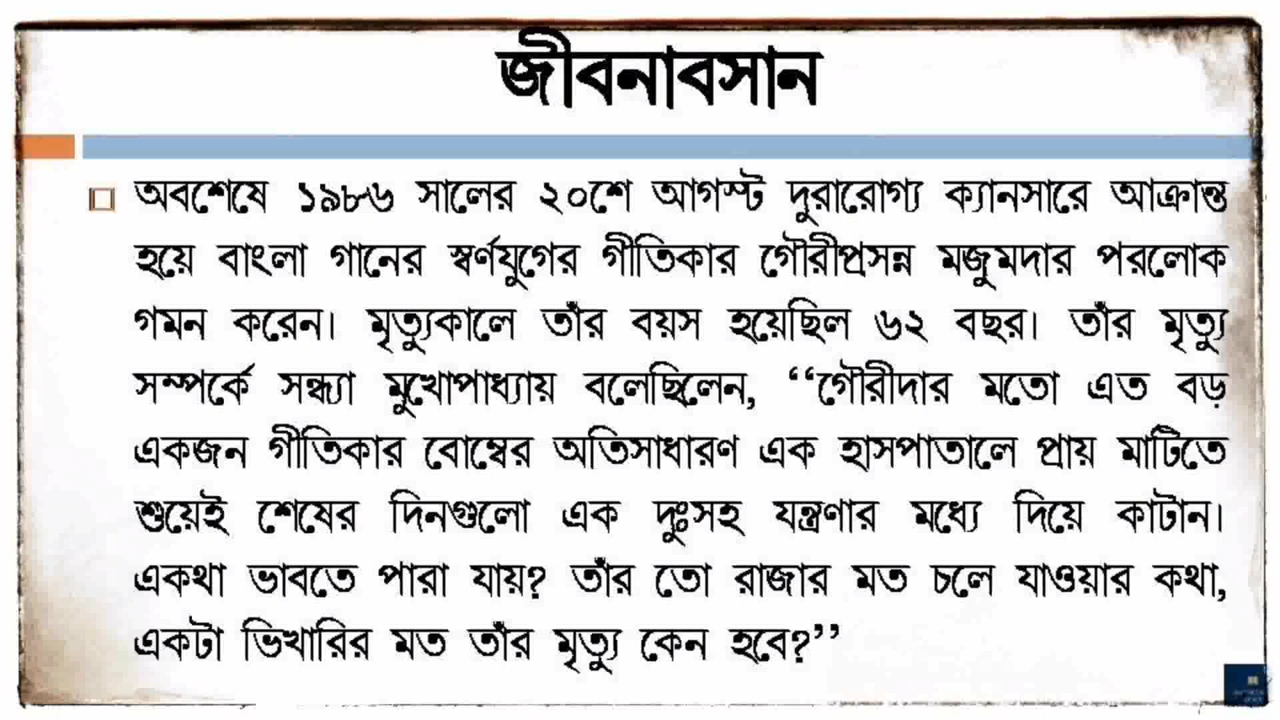 জীবনাবসান
অবশেষে ১৯৮৬ সালের ২০শে আগস্ট দুরারোগ্য ক্যানসারে আক্রান্ত
হয়ে বাংলা গানের স্বর্ণযুগের গীতিকার গৌরীপ্রসন্ন মজুমদার পরলোক
গমন করেন। মৃত্যুকালে তাঁর বয়স হয়েছিল ৬২ বছর। তাঁর মৃত্যু
সম্পর্কে সন্ধ্যা মুখোপাধ্যায় বলেছিলেন, ‘‘গৌরীদার মতো এত বড়
একজন গীতিকার বোম্বের অতিসাধারণ এক হাসপাতালে প্রায় মাটিতে
শুয়েই শেষের দিনগুলো এক দুঃসহ যন্ত্রণার মধ্যে দিয়ে কাটান।
একথা ভাবতে পারা যায়? তাঁর তো রাজার মত চলে যাওয়ার কথা,
একটা ভিখারির মত তাঁর মৃত্যু কেন হবে?’’